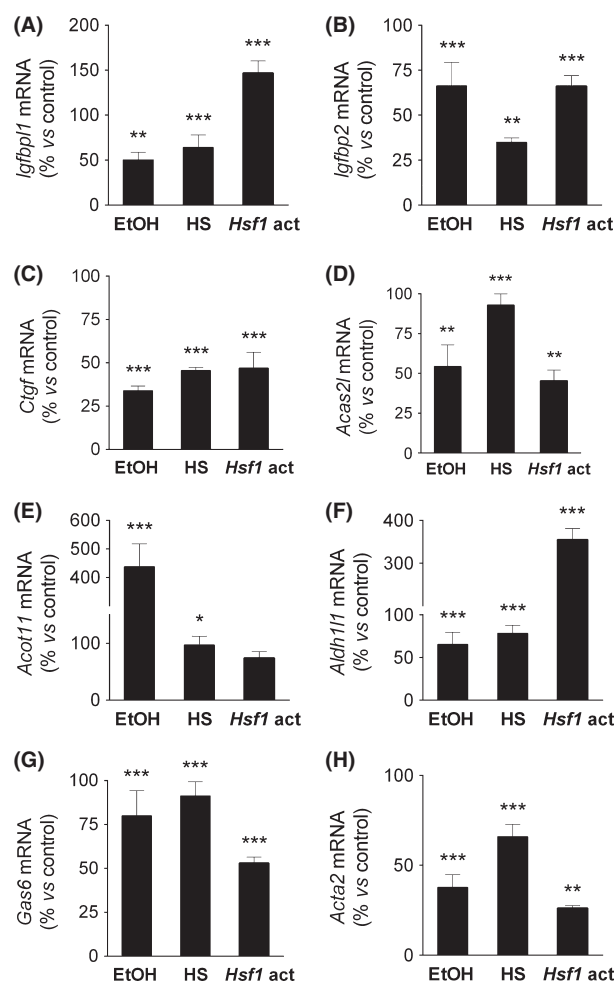 (A)
Igfbpl1 mRNA
(% vs control)
200
150
100
50
0
**
***
***
EtOH HS Hsf1 act
(B)
Igfbp2 mRNA
(% vs control)
100
75
50
25
0
***
**
***
EtOH HS Hsf1 act
(C)
Ctgf mRNA
(% vs control)
100
75
50
25
0
***
***
***
EtOH HS Hsf1 act
(D)
Acas2l mRNA
(% vs control)
100
75
50
25
0
**
***
**
EtOH HS Hsf1 act
(E)
Acot11 mRNA
(% vs control)
600
400
100
0
***
*
EtOH HS Hsf1 act
(F)
Aldh1l1 mRNA
(% vs control)
400
300
100
50
0
***
***
***
EtOH HS Hsf1 act
(G)
Gas6 mRNA
(% vs control)
100
75
50
25
0
***
***
***
EtOH HS Hsf1 act
(H)
Acta2 mRNA
(% vs control)
100
50
0
***
***
**
EtOH HS Hsf1 act